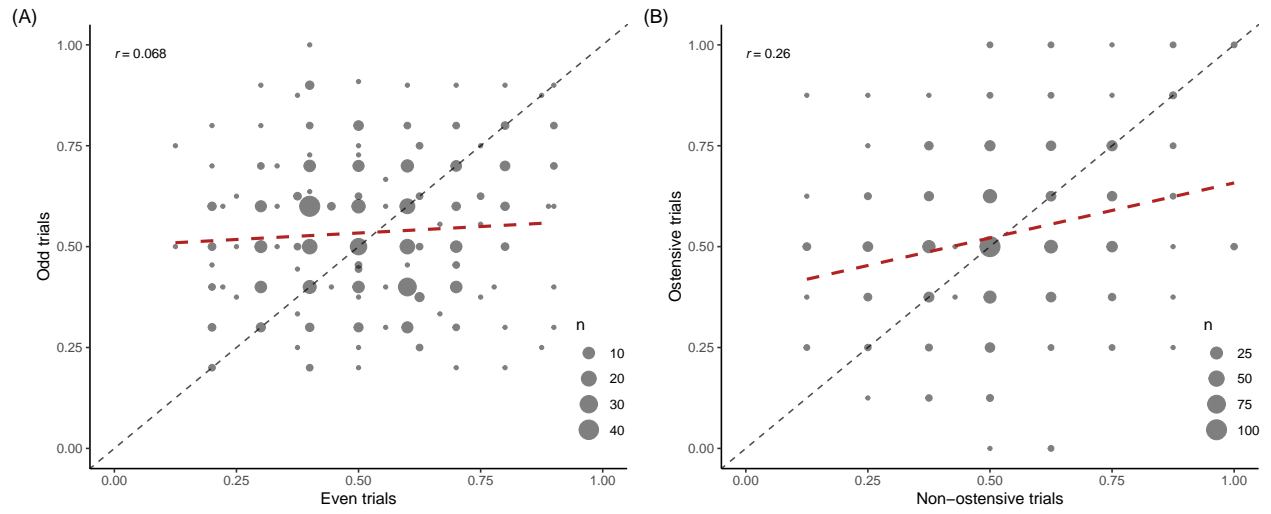 (A)
r = 0.068
1.00
0.75
0.50
0.25
0.00
Odd trials
0.00 0.25 0.50 0.75 1.00
Even trials
n
10
20
30
40
(B)
r = 0.26
1.00
0.75
0.50
0.25
0.00
Ostensive trials
0.00 0.25 0.50 0.75 1.00
Non-ostensive trials
n
25
50
75
100